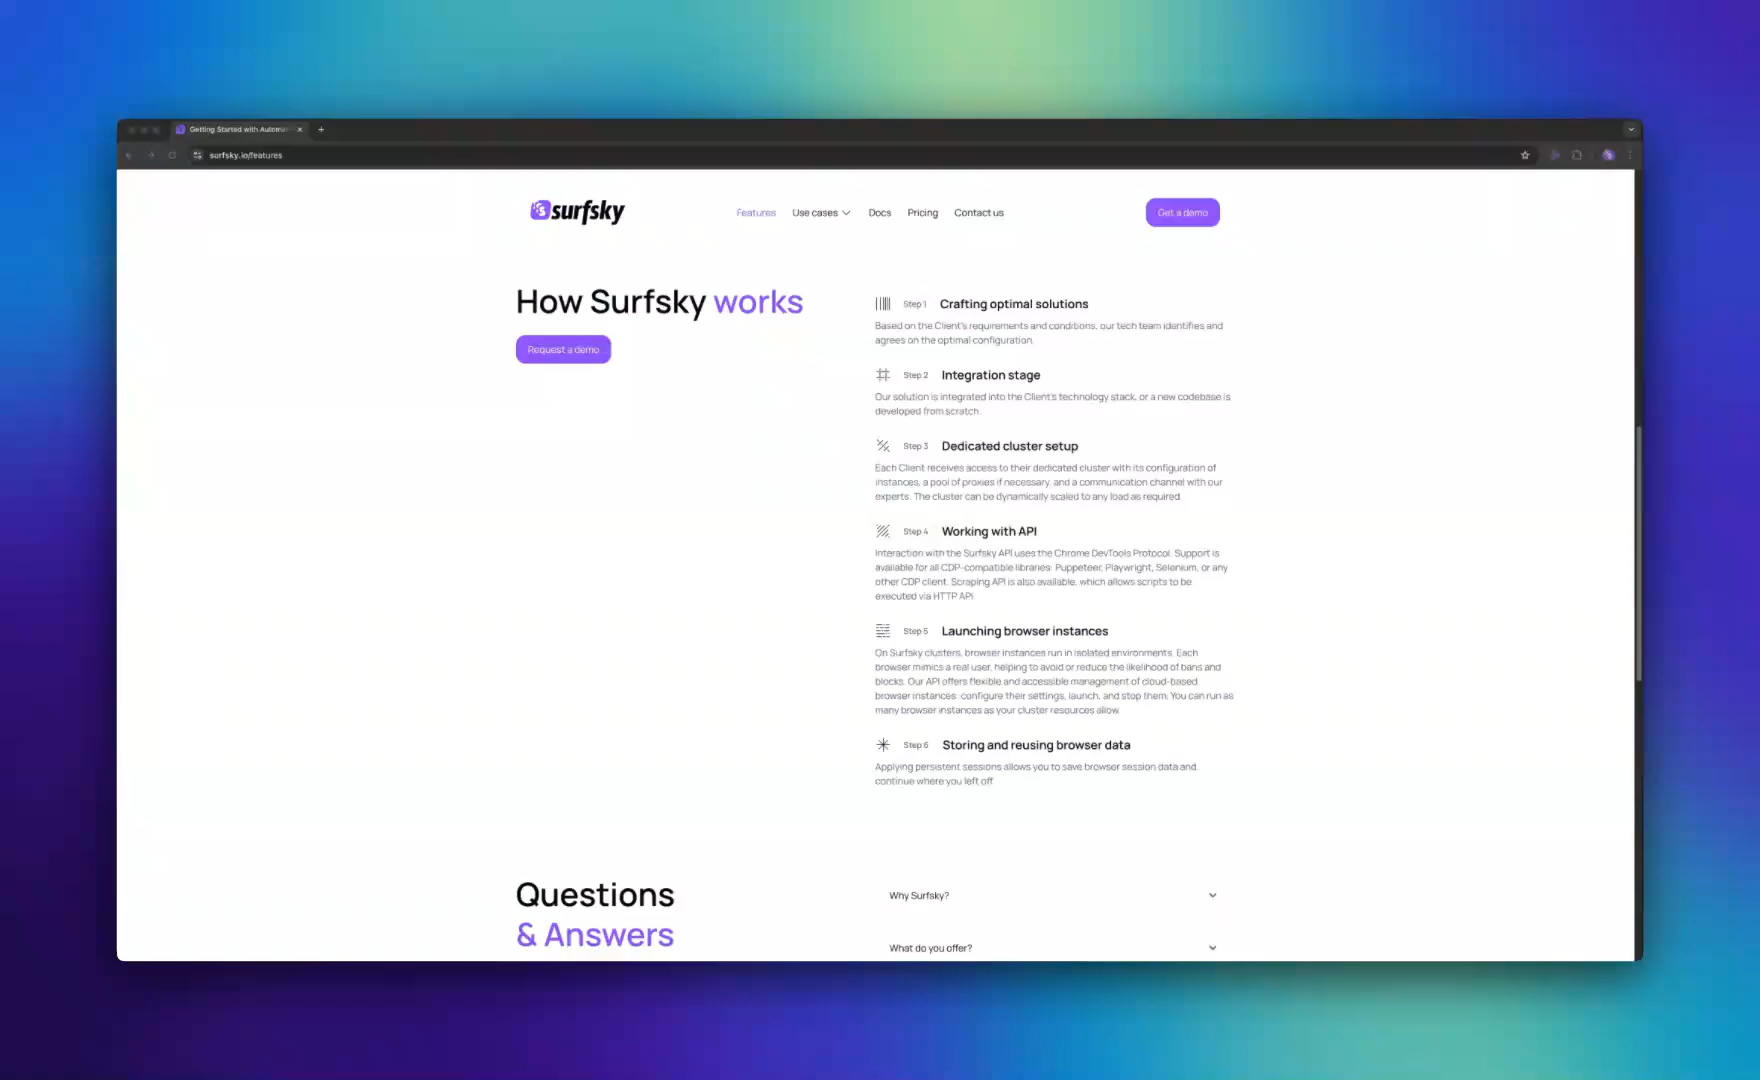 Getting Started with Autom
surfsky.io/features
surfsky
Features
Use cases
Docs
Pricing
Contact us
Get a demo
How Surfsky works
Request a demo
Step 1 Crafting optimal solutions
Based on the Client's requirements and conditions, our tech team identifies and
agrees on the optimal configuration.
Step 2 Integration stage
Our solution is integrated into the Client's technology stack, or a new codebase is
developed from scratch.
Step 3 Dedicated cluster setup
Each Client receives access to their dedicated cluster with its configuration of
instances, a pool of proxies if necessary, and a communication channel with our
experts. The cluster can be dynamically scaled to any load as required.
Step 4 Working with API
Interaction with the Surfsky API uses the Chrome DevTools Protocol. Support is
available for all CDP-compatible libraries: Puppeteer, Playwright, Selenium, or any
other CDP client. Scraping API is also available, which allows scripts to be
executed via HTTP API.
Step 5 Launching browser instances
On Surfsky clusters, browser instances run in isolated environments. Each
browser mimics a real user, helping to avoid or reduce the likelihood of bans and
blocks. Our API offers flexible and accessible management of cloud-based
browser instances: configure their settings, launch, and stop them. You can run as
many browser instances as your cluster resources allow.
Step 6 Storing and reusing browser data
Applying persistent sessions allows you to save browser session data and
continue where you left off
Questions
& Answers
Why Surfsky?
What do you offer?